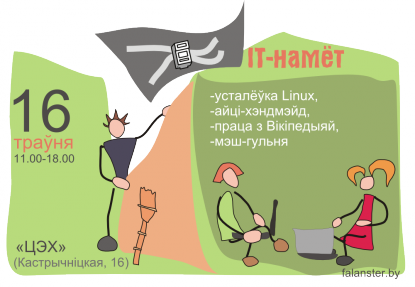 ІТ-намёт
16
траўня
11.00-18.00
-усталёўка Linux,
-айці-хэндмэйд,
-праца з Вікіпедыяй,
-мэш-гульня
«ЦЭХ»
(Кастрычніцкая, 16)
falanster.by